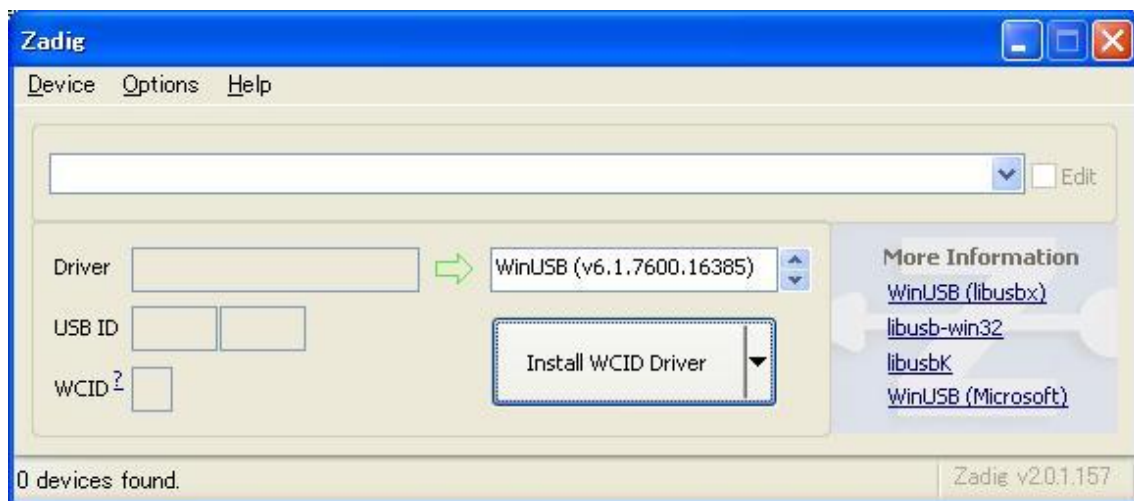 Zadig
Device Options Help
Edit
Driver
WinUSB (v6.1.7600.16385)
USB ID
WCID ?
Install WCID Driver
More Information
WinUSB (libusbx)
libusb-win32
libusbK
WinUSB (Microsoft)
0 devices found.
Zadig v2.0.1.157